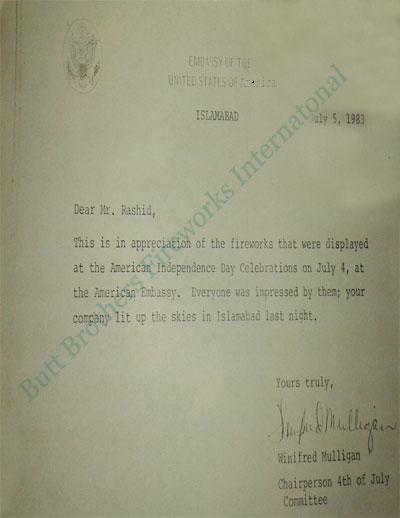 EMBASSY OF THE
UNITED STATES OF America
ISLAMABAD
July 5, 1983
Dear Mr. Rashid,
This is in appreciation of the fireworks that were displayed
at the American Independence Day Celebrations on July 4, at
the American Embassy. Everyone was impressed by them; your
company lit up the skies in Islamabad last night.
Yours truly,
Winifred Mulligan
Winifred Mulligan
Chairperson 4th of July
Committee
Butt Brothers Fireworks Internatonal